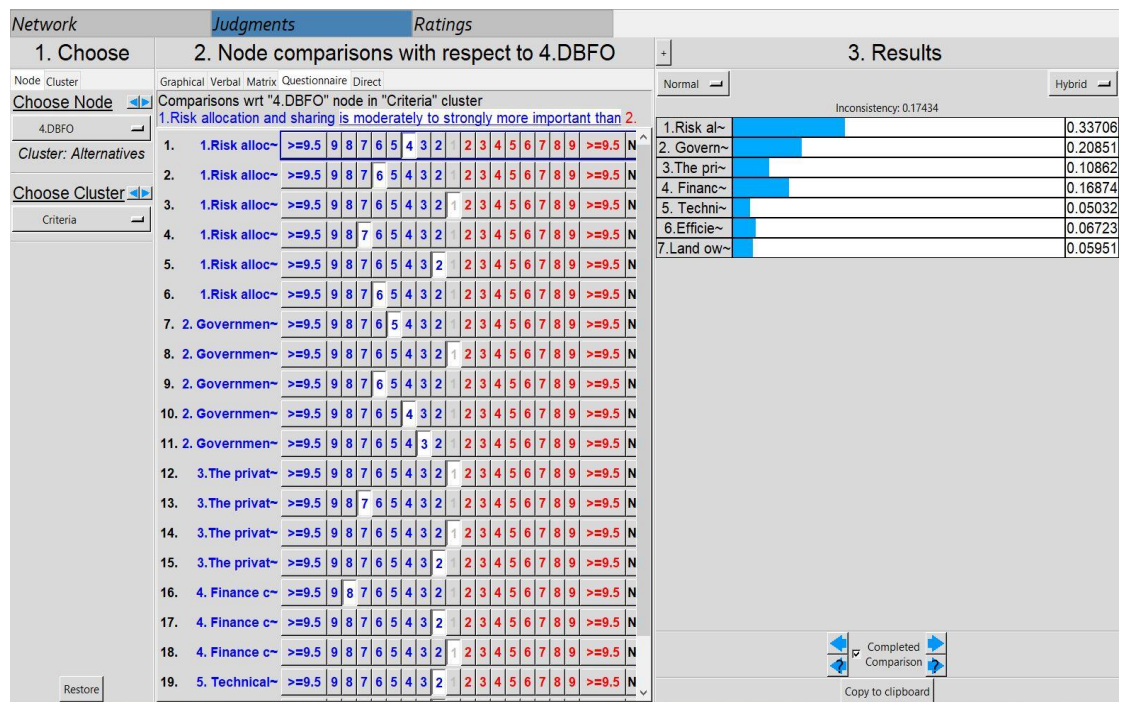 Network Judgments Ratings
1. Choose 2. Node comparisons with respect to 4.DBFO + 3. Results
Node Cluster Graphical Verbal Matrix Questionnaire Direct Normal Hybrid
Choose Node Comparisons wrt "4.DBFO" node in "Criteria" cluster
1.Risk allocation and sharing is moderately to strongly more important than 2.
4.DBFO
Cluster: Alternatives
Choose Cluster
Criteria
Restore
1. 1.Risk alloc~ >=9.5 9 8 7 6 5 4 3 2 1 2 3 4 5 6 7 8 9 >=9.5 N
2. 1.Risk alloc~ >=9.5 9 8 7 6 5 4 3 2 1 2 3 4 5 6 7 8 9 >=9.5 N
3. 1.Risk alloc~ >=9.5 9 8 7 6 5 4 3 2 1 2 3 4 5 6 7 8 9 >=9.5 N
4. 1.Risk alloc~ >=9.5 9 8 7 6 5 4 3 2 1 2 3 4 5 6 7 8 9 >=9.5 N
5. 1.Risk alloc~ >=9.5 9 8 7 6 5 4 3 2 1 2 3 4 5 6 7 8 9 >=9.5 N
6. 1.Risk alloc~ >=9.5 9 8 7 6 5 4 3 2 1 2 3 4 5 6 7 8 9 >=9.5 N
7. 2. Governmen~ >=9.5 9 8 7 6 5 4 3 2 1 2 3 4 5 6 7 8 9 >=9.5 N
8. 2. Governmen~ >=9.5 9 8 7 6 5 4 3 2 1 2 3 4 5 6 7 8 9 >=9.5 N
9. 2. Governmen~ >=9.5 9 8 7 6 5 4 3 2 1 2 3 4 5 6 7 8 9 >=9.5 N
10. 2. Governmen~ >=9.5 9 8 7 6 5 4 3 2 1 2 3 4 5 6 7 8 9 >=9.5 N
11. 2. Governmen~ >=9.5 9 8 7 6 5 4 3 2 1 2 3 4 5 6 7 8 9 >=9.5 N
12. 3.The privat~ >=9.5 9 8 7 6 5 4 3 2 1 2 3 4 5 6 7 8 9 >=9.5 N
13. 3.The privat~ >=9.5 9 8 7 6 5 4 3 2 1 2 3 4 5 6 7 8 9 >=9.5 N
14. 3.The privat~ >=9.5 9 8 7 6 5 4 3 2 1 2 3 4 5 6 7 8 9 >=9.5 N
15. 3.The privat~ >=9.5 9 8 7 6 5 4 3 2 1 2 3 4 5 6 7 8 9 >=9.5 N
16. 4. Finance c~ >=9.5 9 8 7 6 5 4 3 2 1 2 3 4 5 6 7 8 9 >=9.5 N
17. 4. Finance c~ >=9.5 9 8 7 6 5 4 3 2 1 2 3 4 5 6 7 8 9 >=9.5 N
18. 4. Finance c~ >=9.5 9 8 7 6 5 4 3 2 1 2 3 4 5 6 7 8 9 >=9.5 N
19. 5. Technical~ >=9.5 9 8 7 6 5 4 3 2 1 2 3 4 5 6 7 8 9 >=9.5 N
Inconsistency: 0.17434
1.Risk al~ 0.33706
2. Govern~ 0.20851
3.The pri~ 0.10862
4. Financ~ 0.16874
5. Techni~ 0.05032
6.Efficie~ 0.06723
7.Land ow~ 0.05951
Completed
Comparison
? ?
Copy to clipboard